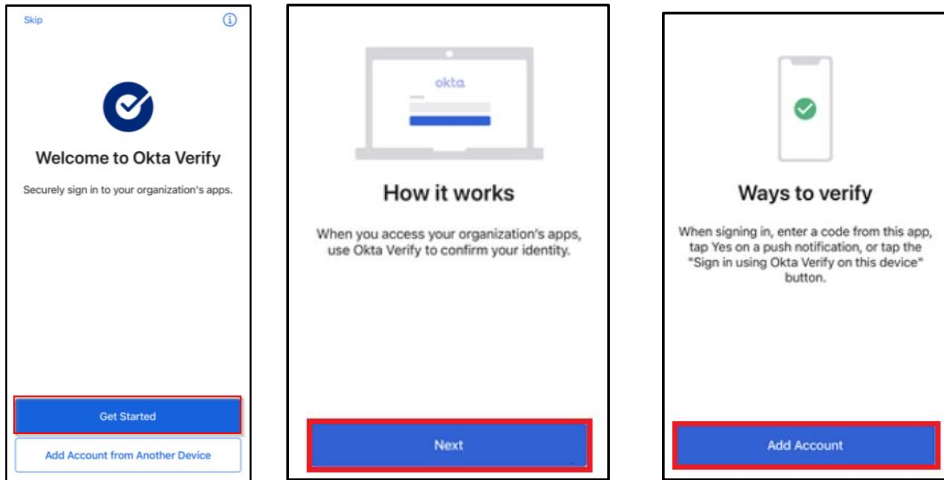 Skip
Welcome to Okta Verify
Securely sign in to your organization's apps.
Get Started
Add Account from Another Device
okta
How it works
When you access your organization's apps,
use Okta Verify to confirm your identity.
Next
Ways to verify
When signing in, enter a code from this app,
tap Yes on a push notification, or tap the
"Sign in using Okta Verify on this device"
button.
Add Account